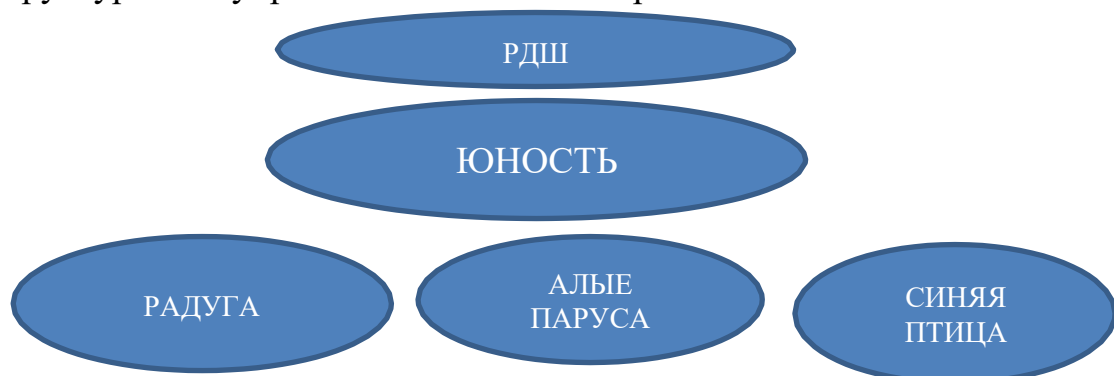 РДШ
ЮНОСТЬ
РАДУГА
АЛЫЕ
ПАРУСА
СИНЯЯ
ПТИЦА